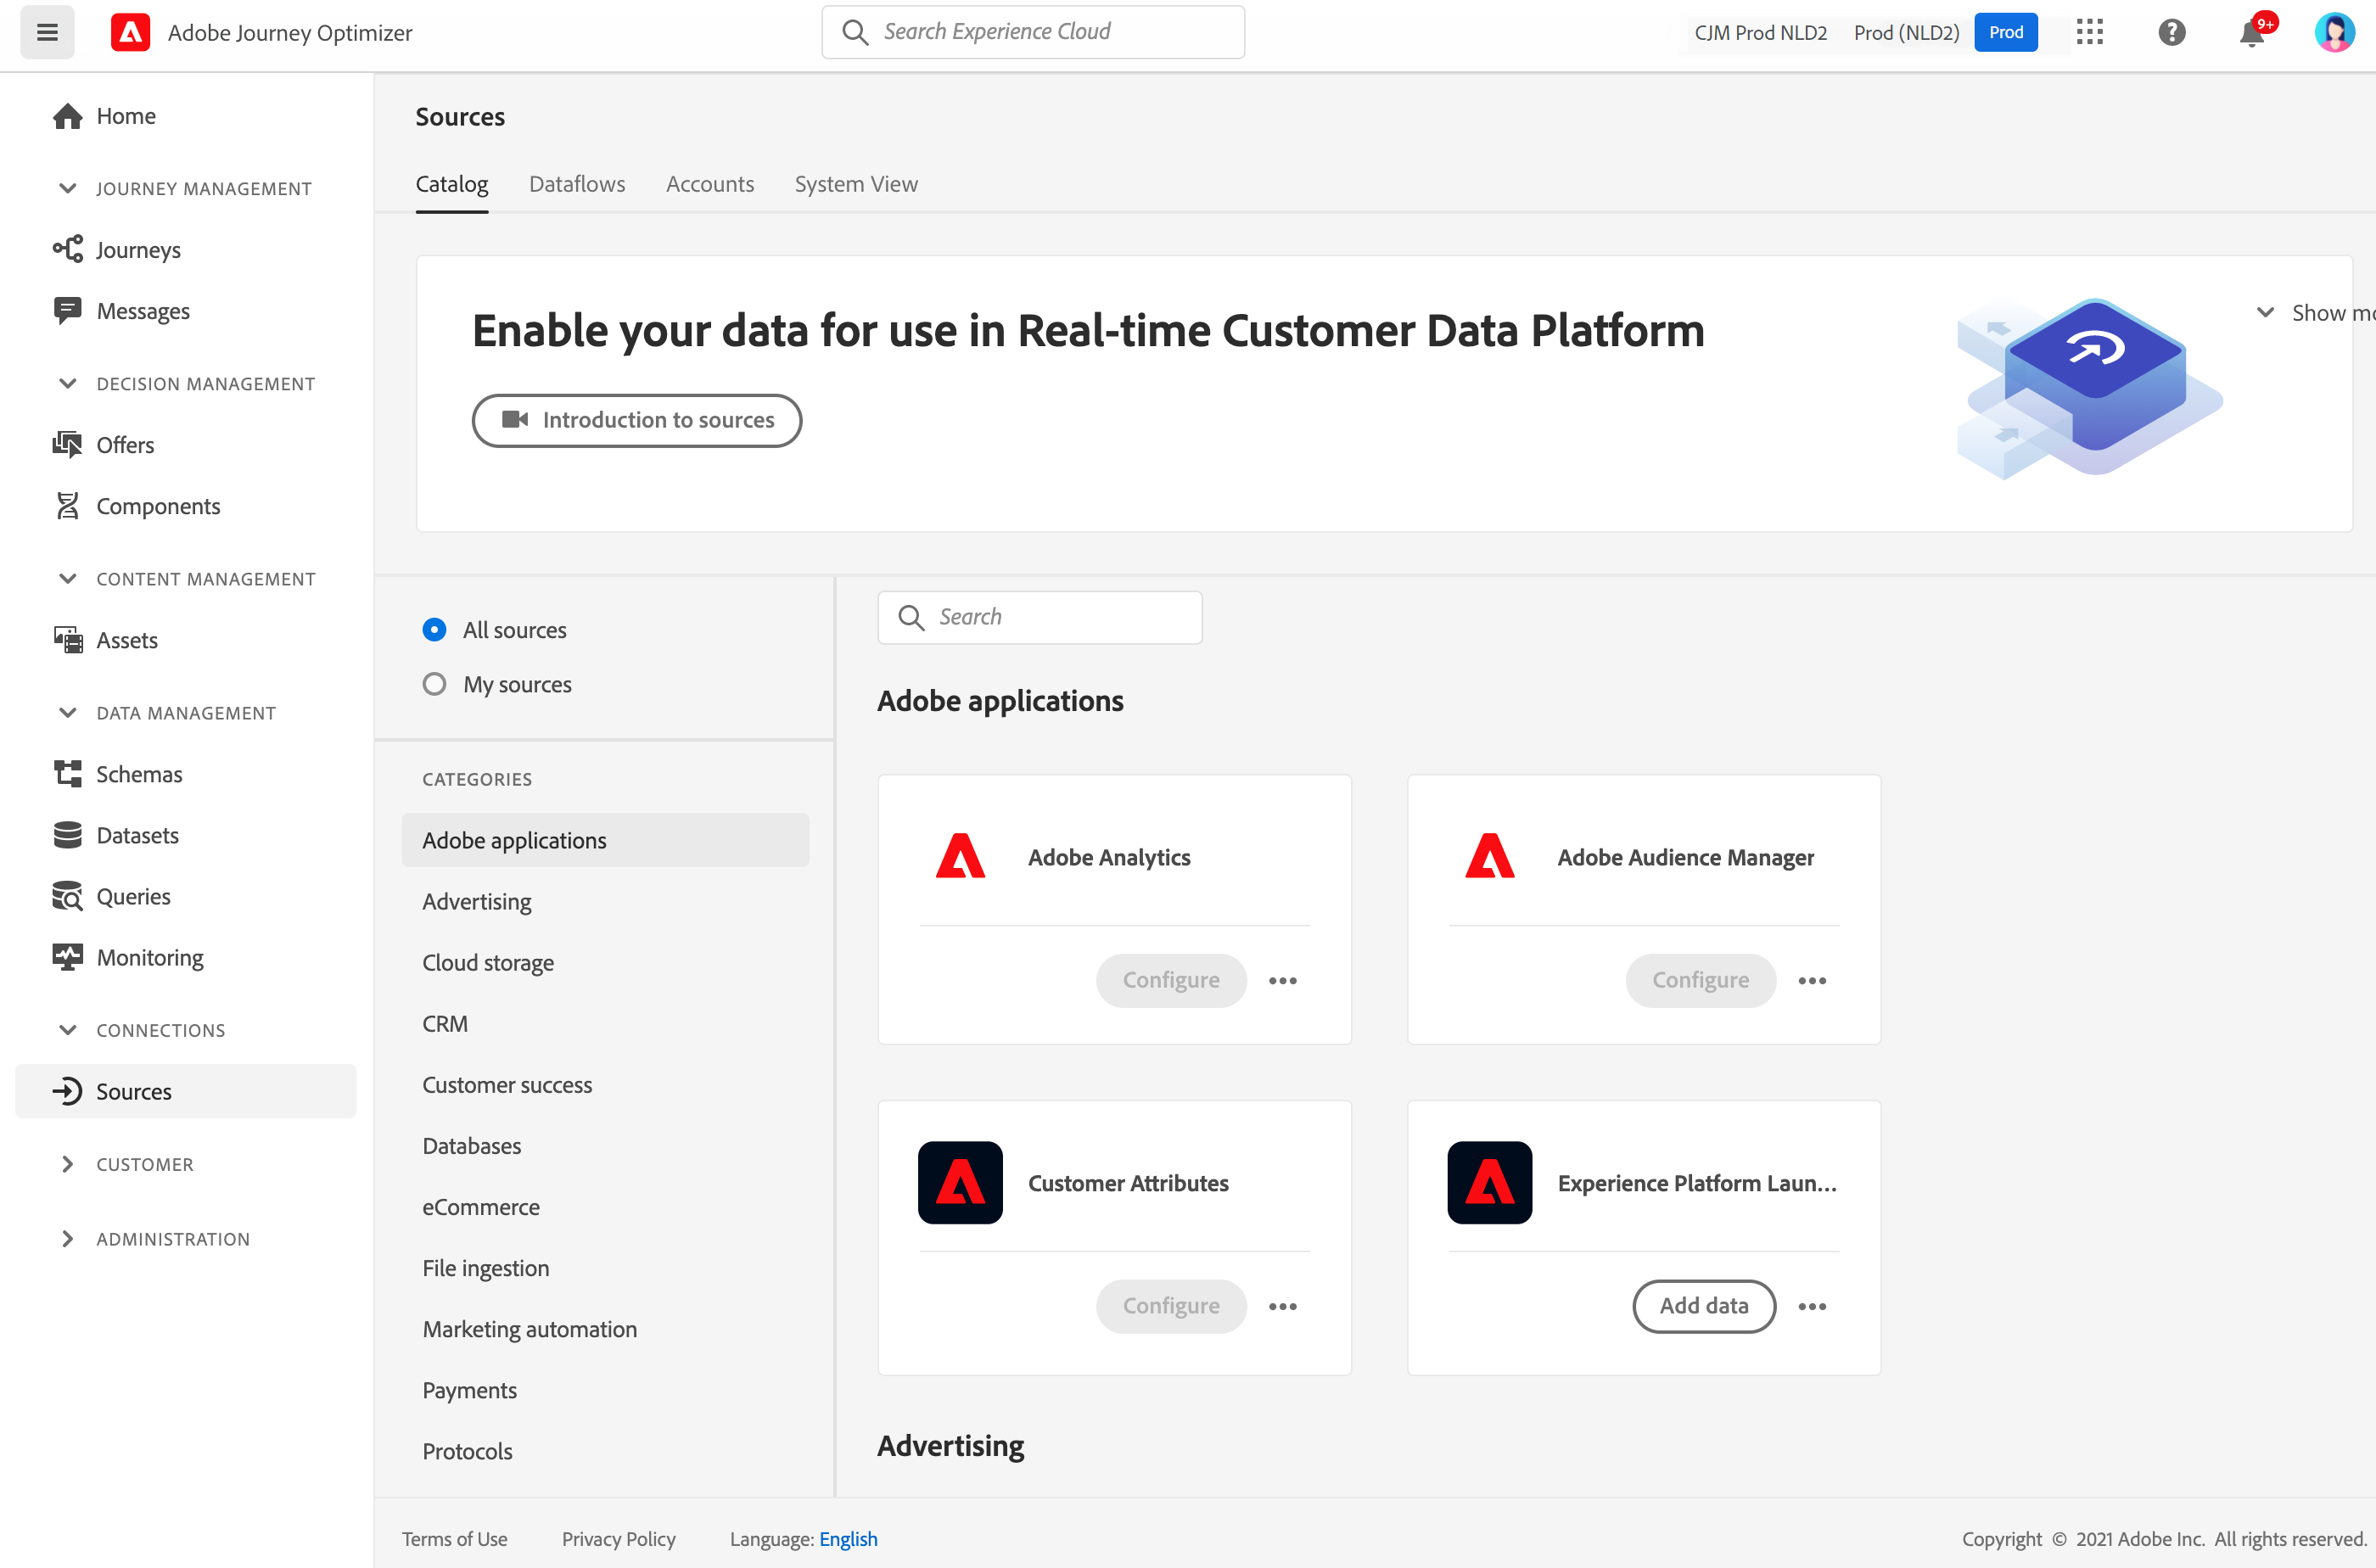 Adobe Journey Optimizer
Search Experience Cloud
CJM Prod NLD2
Prod (NLD2)
Prod
9+
Home
JOURNEY MANAGEMENT
Journeys
Messages
DECISION MANAGEMENT
Offers
Components
CONTENT MANAGEMENT
Assets
DATA MANAGEMENT
Schemas
Datasets
Queries
Monitoring
CONNECTIONS
Sources
CUSTOMER
ADMINISTRATION
Sources
Catalog Dataflows Accounts System View
Enable your data for use in Real-time Customer Data Platform
Introduction to sources
Show mo
All sources
My sources
CATEGORIES
Adobe applications
Advertising
Cloud storage
CRM
Customer success
Databases
eCommerce
File ingestion
Marketing automation
Payments
Protocols
Search
Adobe applications
Adobe Analytics
Configure
Adobe Audience Manager
Configure
Customer Attributes
Configure
Experience Platform Laun...
Add data
Advertising
Terms of Use Privacy Policy Language: English
Copyright © 2021 Adobe Inc. All rights reserved.